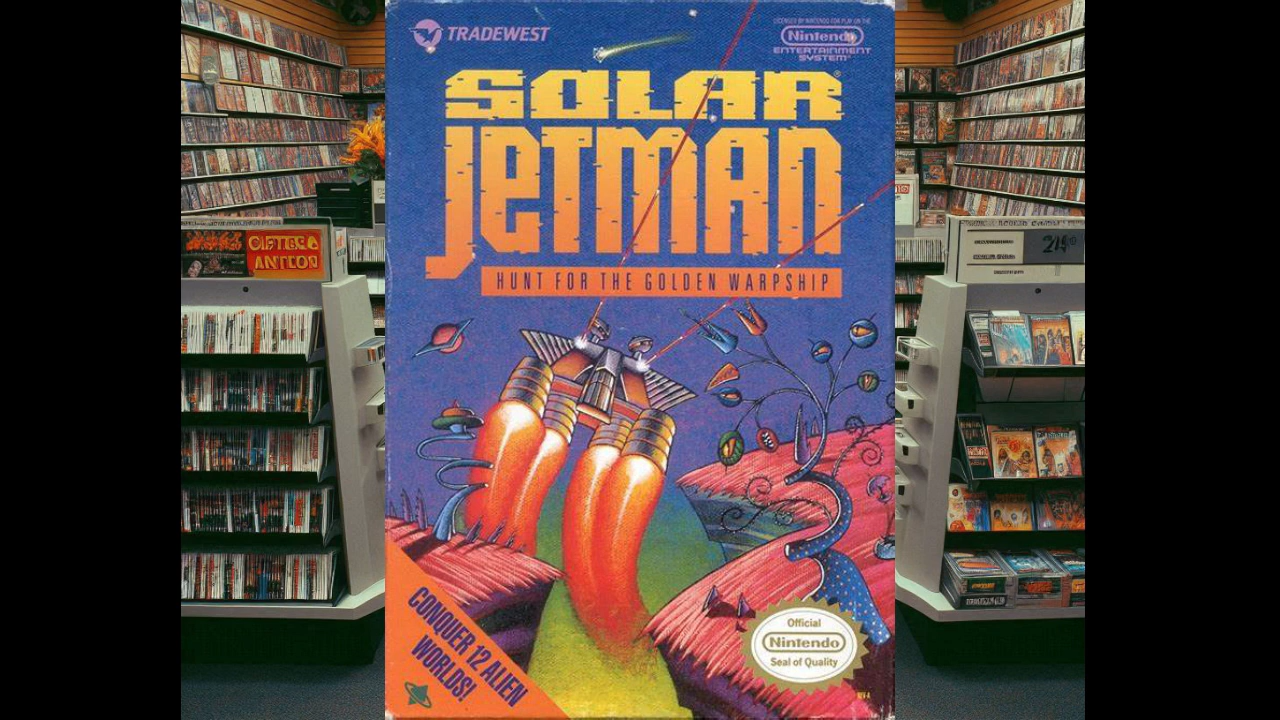 TRADEWEST
LICENSED BY NINTENDO FOR PLAY ON THE
Nintendo
ENTERTAINMENT
SYSTEM
SOLAR
JETMAN
HUNT FOR THE GOLDEN WARPSHIP
CONQUER 12 ALIEN
WORLDS!
Official
Nintendo
Seal of Quality
REV-A